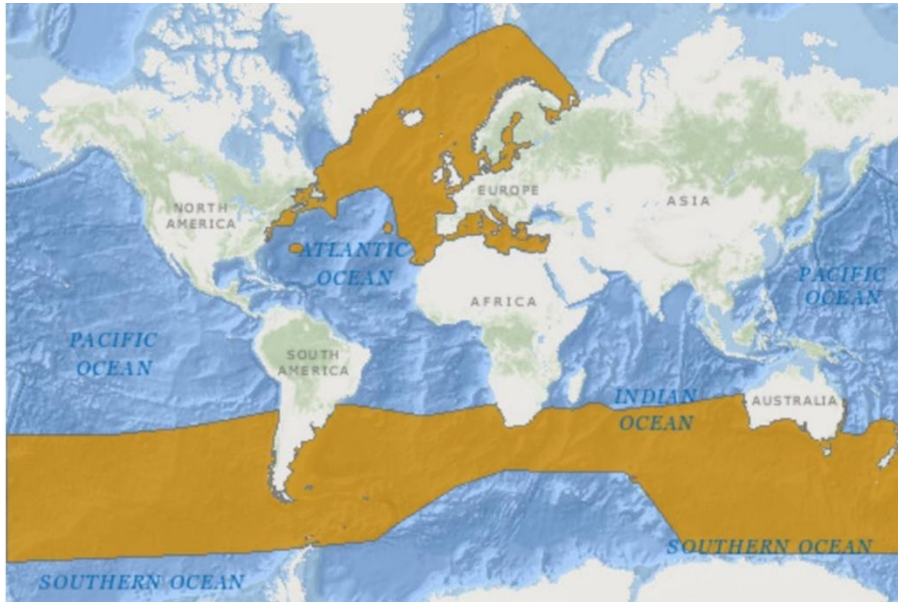 EUROPE
ASIA
NORTH
AMERICA
ATLANTIC
OCEAN
PACIFIC
OCEAN
AFRICA
PACIFIC
OCEAN
SOUTH
AMERICA
INDIAN
OCEAN
AUSTRALIA
SOUTHERN OCEAN
SOUTHERN OCEAN